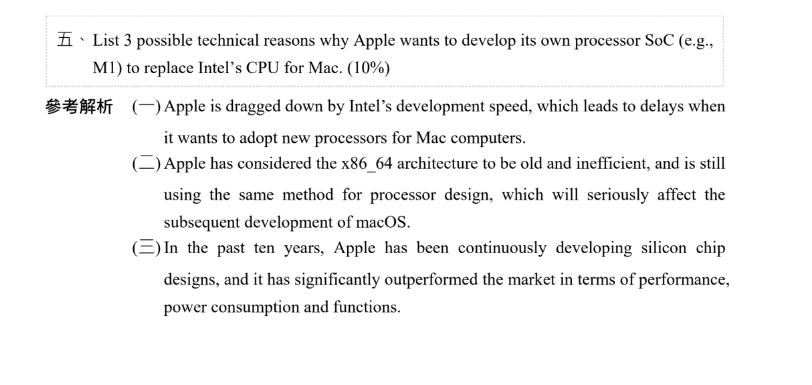 五、List 3 possible technical reasons why Apple wants to develop its own processor SoC (e.g.,
M1) to replace Intel’s CPU for Mac. (10%)
參考解析 (一)Apple is dragged down by Intel’s development speed, which leads to delays when
it wants to adopt new processors for Mac computers.
(二)Apple has considered the x86_64 architecture to be old and inefficient, and is still
using the same method for processor design, which will seriously affect the
subsequent development of macOS.
(三)In the past ten years, Apple has been continuously developing silicon chip
designs, and it has significantly outperformed the market in terms of performance,
power consumption and functions.